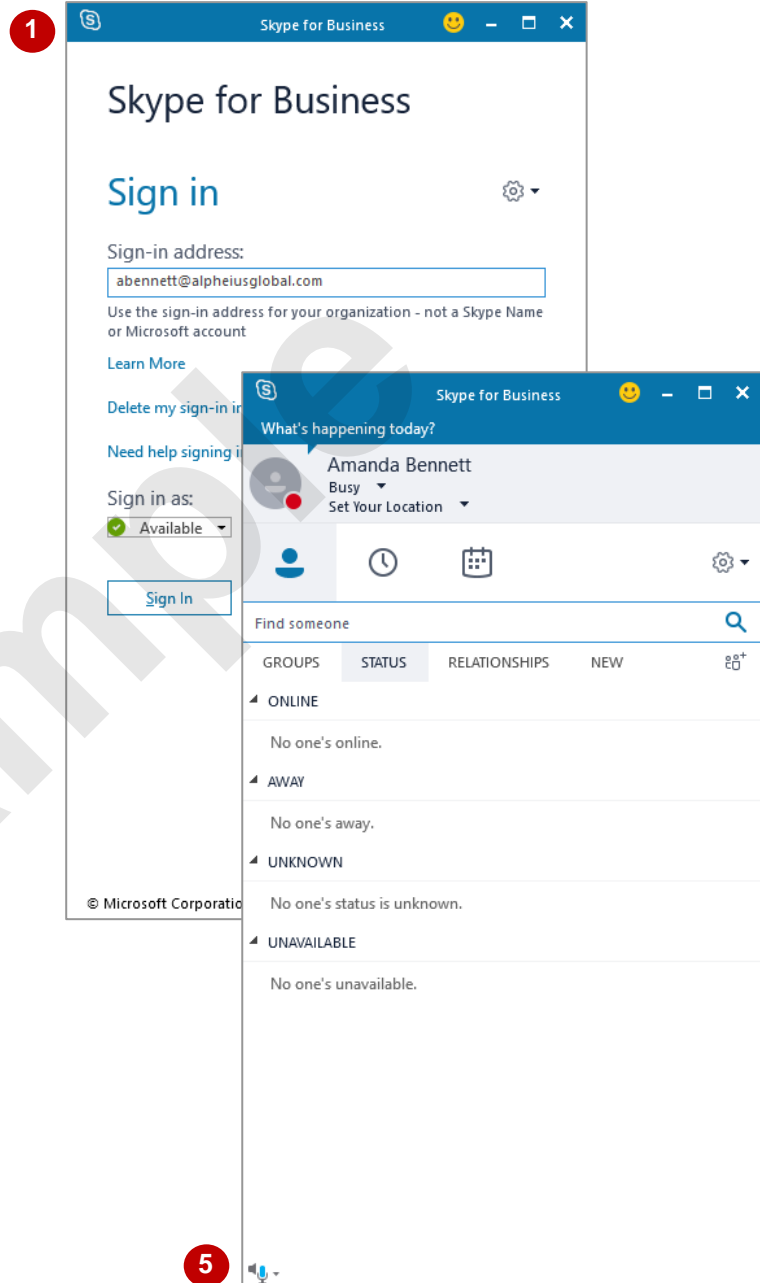 1
Skype for Business
Skype for Business
Sign in
Sign-in address:
abennett@alpheiusglobal.com
Use the sign-in address for your organization - not a Skype Name
or Microsoft account
Learn More
Delete my sign-in in
Need help signing i
Sign in as:
Available
Sign In
© Microsoft Corporatio
Skype for Business
What's happening today?
Amanda Bennett
Busy
Set Your Location
Find someone
GROUPS STATUS RELATIONSHIPS NEW
ONLINE
No one's online.
AWAY
No one's away.
UNKNOWN
No one's status is unknown.
UNAVAILABLE
No one's unavailable.
5
mple